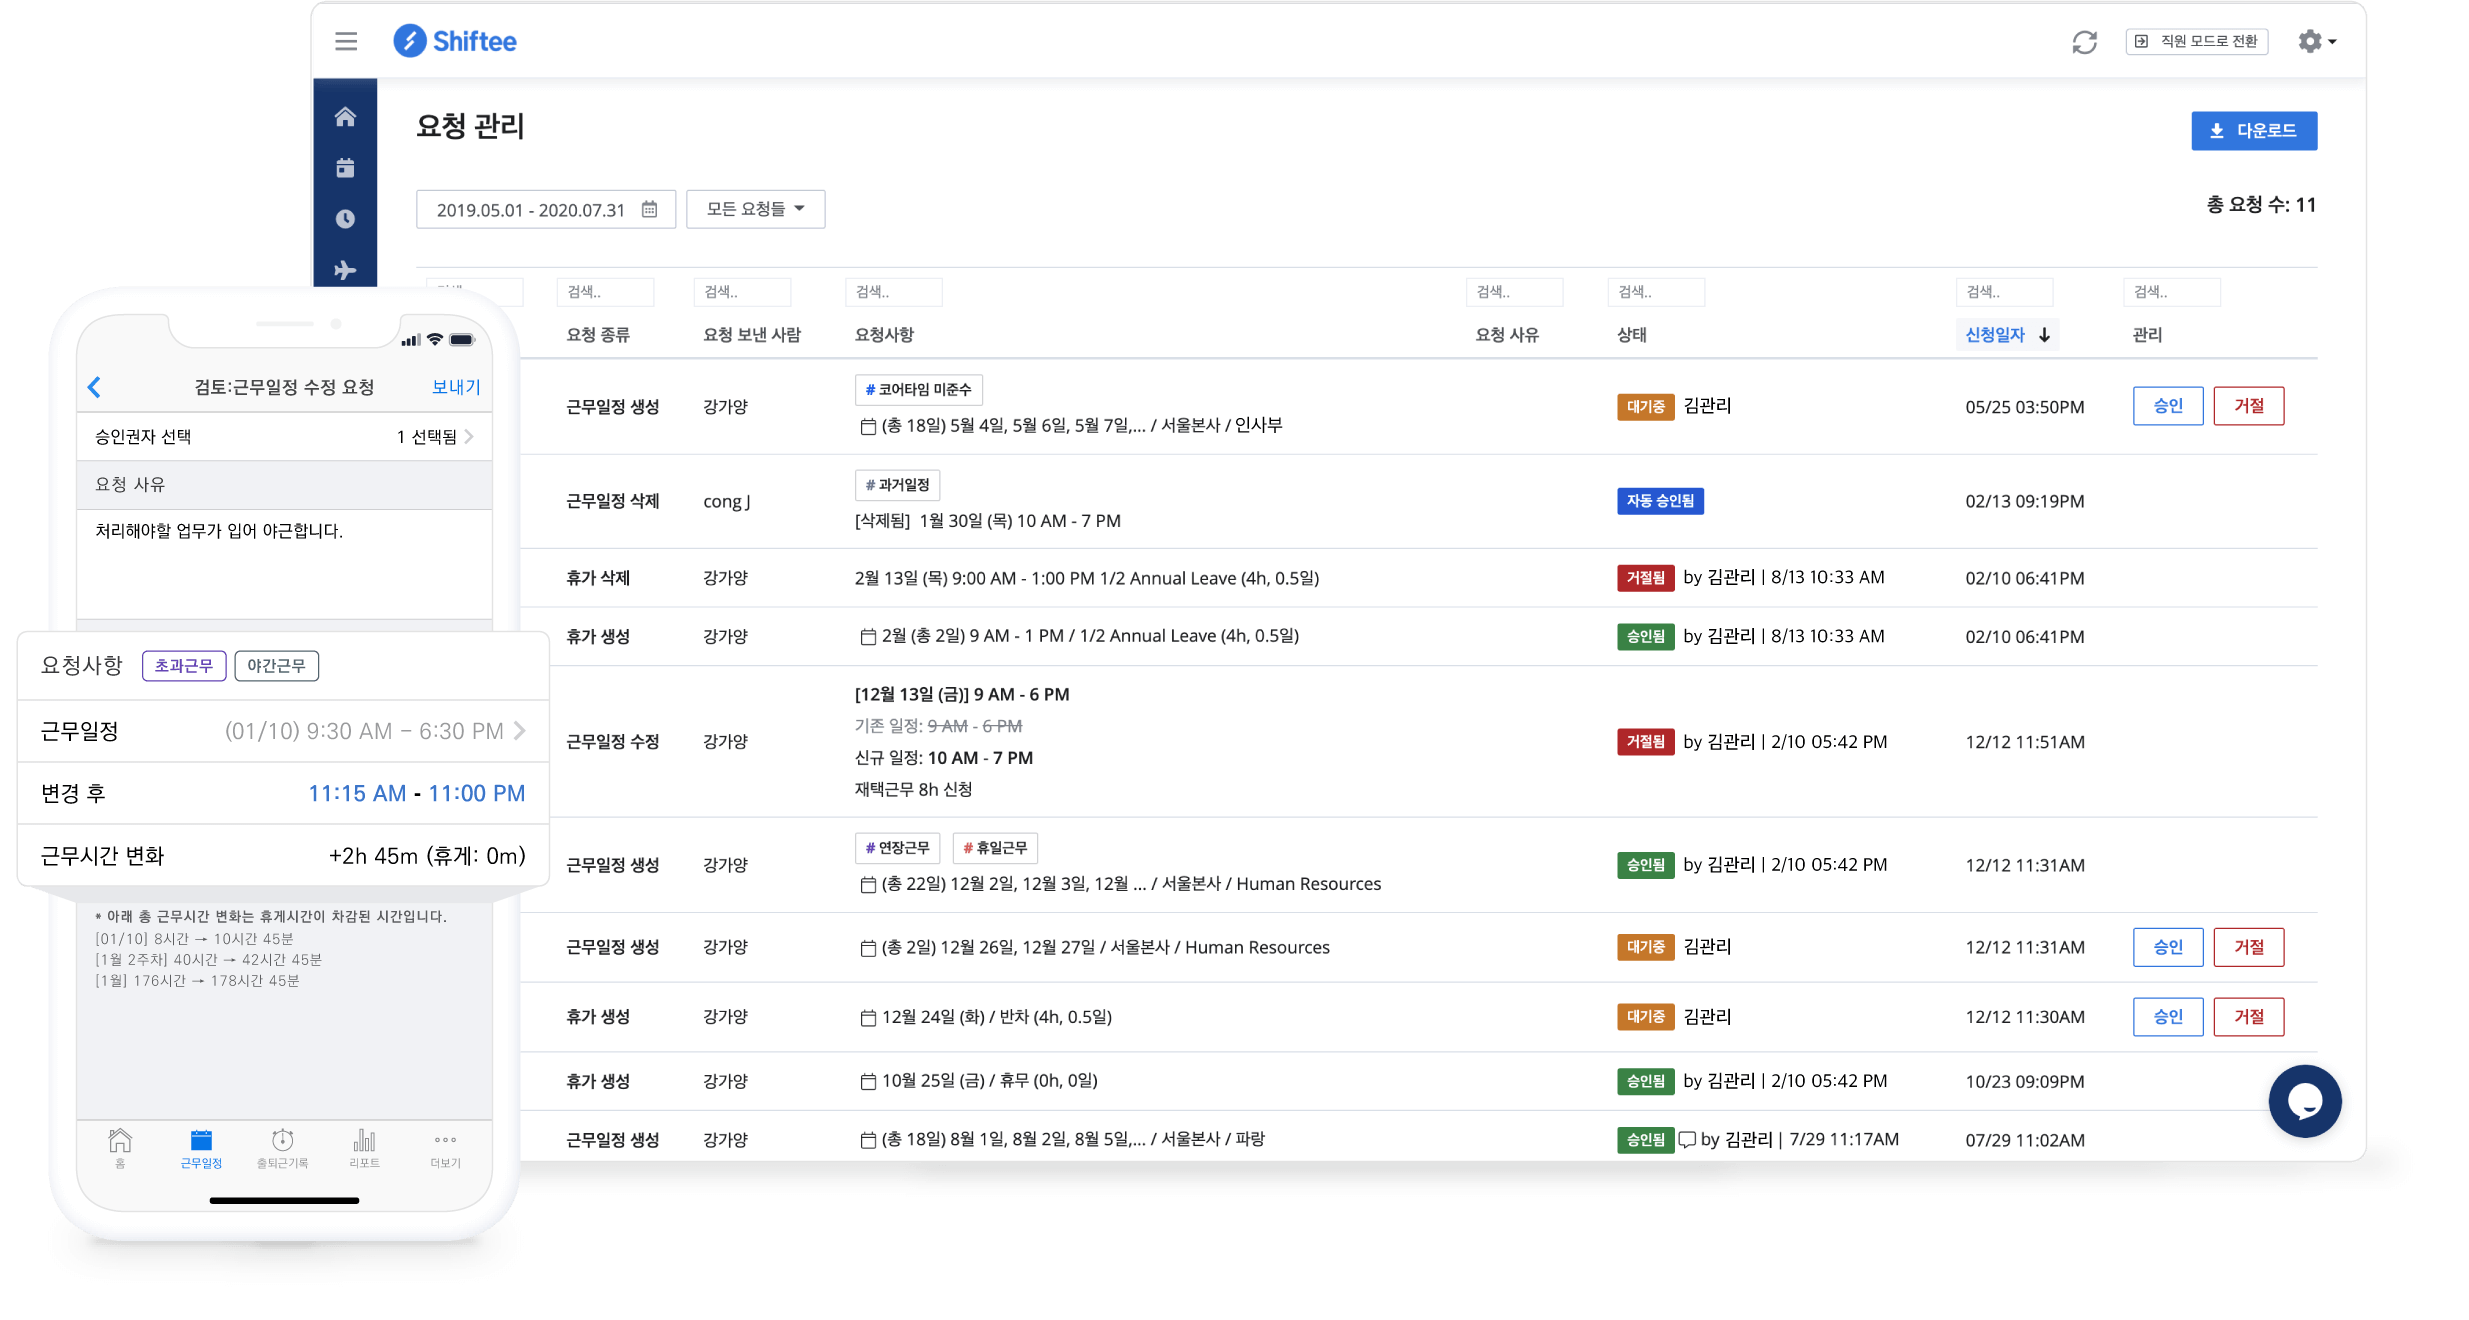 Shiftee
직원 모드로 전환
요청 관리
다운로드
2019.05.01 - 2020.07.31
모든 요청들
총 요청 수: 11
검색.. 검색.. 검색.. 검색.. 검색.. 검색.. 검색..
요청 종류 요청 보낸 사람 요청사항 요청 사유 상태 신청일자 ↓ 관리
# 코어타임 미준수
근무일정 생성 강가양 (총 18일) 5월 4일, 5월 6일, 5월 7일,... / 서울본사 / 인사부 대기중 김관리 05/25 03:50PM 승인 거절
# 과거일정
근무일정 삭제 cong J [삭제됨] 1월 30일 (목) 10 AM - 7 PM 자동 승인됨 02/13 09:19PM
휴가 삭제 강가양 2월 13일 (목) 9:00 AM - 1:00 PM 1/2 Annual Leave (4h, 0.5일) 거절됨 by 김관리 | 8/13 10:33 AM 02/10 06:41PM
휴가 생성 강가양 2월 (총 2일) 9 AM - 1 PM / 1/2 Annual Leave (4h, 0.5일) 승인됨 by 김관리 | 8/13 10:33 AM 02/10 06:41PM
[12월 13일 (금)] 9 AM - 6 PM
기존 일정: 9 AM - 6 PM
근무일정 수정 강가양 거절됨 by 김관리 | 2/10 05:42 PM 12/12 11:51AM
신규 일정: 10 AM - 7 PM
재택근무 8h 신청
# 연장근무 # 휴일근무
근무일정 생성 강가양 (총 22일) 12월 2일, 12월 3일, 12월 ... / 서울본사 / Human Resources 승인됨 by 김관리 | 2/10 05:42 PM 12/12 11:31AM
근무일정 생성 강가양 (총 2일) 12월 26일, 12월 27일 / 서울본사 / Human Resources 대기중 김관리 12/12 11:31AM 승인 거절
휴가 생성 강가양 12월 24일 (화) / 반차 (4h, 0.5일) 대기중 김관리 12/12 11:30AM 승인 거절
휴가 생성 강가양 10월 25일 (금) / 휴무 (0h, 0일) 승인됨 by 김관리 | 2/10 05:42 PM 10/23 09:09PM
근무일정 생성 강가양 (총 18일) 8월 1일, 8월 2일, 8월 5일,... / 서울본사 / 파랑 승인됨 by 김관리 | 7/29 11:17AM 07/29 11:02AM
검토:근무일정 수정 요청 보내기
승인권자 선택 1 선택됨
요청 사유
처리해야할 업무가 입어 야근합니다.
요청사항 초과근무 야간근무
근무일정 (01/10) 9:30 AM – 6:30 PM
변경 후 11:15 AM - 11:00 PM
근무시간 변화 +2h 45m (휴게: 0m)
* 아래 총 근무시간 변화는 휴게시간이 차감된 시간입니다.
[01/10] 8시간 → 10시간 45분
[1월 2주차] 40시간 → 42시간 45분
[1월] 176시간 → 178시간 45분
홈 근무일정 출퇴근기록 리포트 더보기